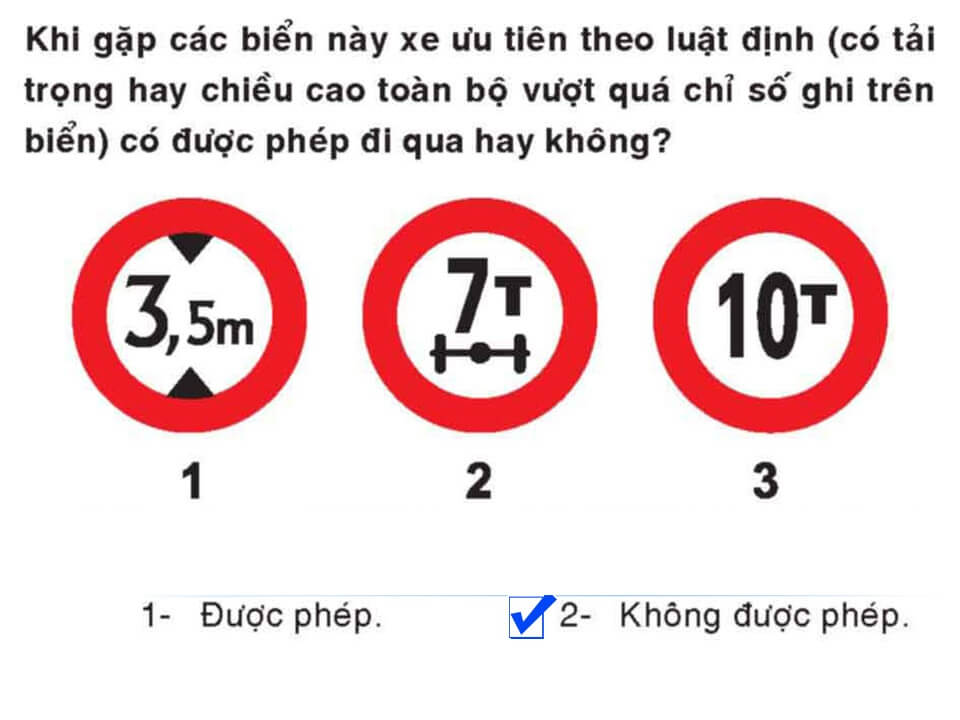 Khi gặp các biển này xe ưu tiên theo luật định (có tải
trọng hay chiều cao toàn bộ vượt quá chỉ số ghi trên
biển) có được phép đi qua hay không?
3,5m
7T
10T
1
2
3
1- Được phép.
2- Không được phép.